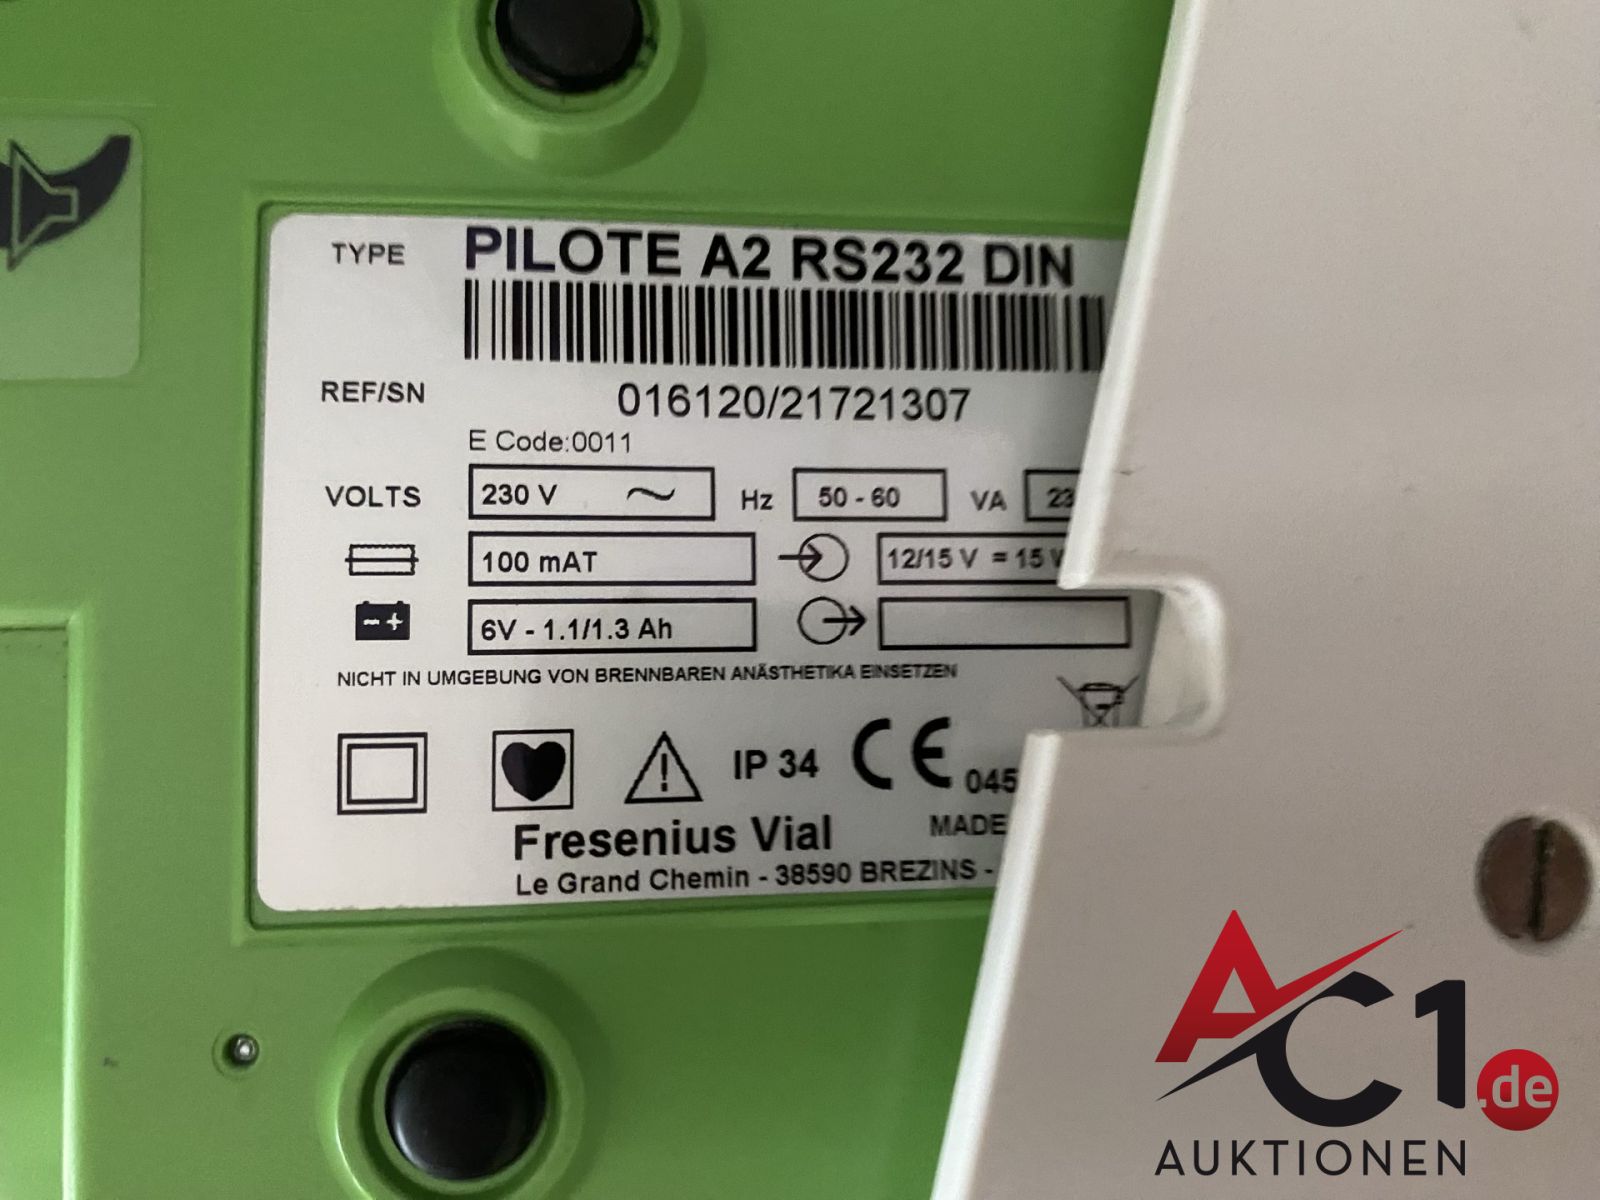 TYPE PILOTE A2 RS232 DIN
REF/SN 016120/21721307
E Code:0011
VOLTS 230 V ~ Hz 50 - 60 VA 23
100 mAT 12/15 V = 15
- + 6V - 1.1/1.3 Ah
NICHT IN UMGEBUNG VON BRENNBAREN ANÄSTHETIKA EINSETZEN
IP 34 CE 045
Fresenius Vial MADE
Le Grand Chemin - 38590 BREZINS -
AC1.de
AUKTIONEN